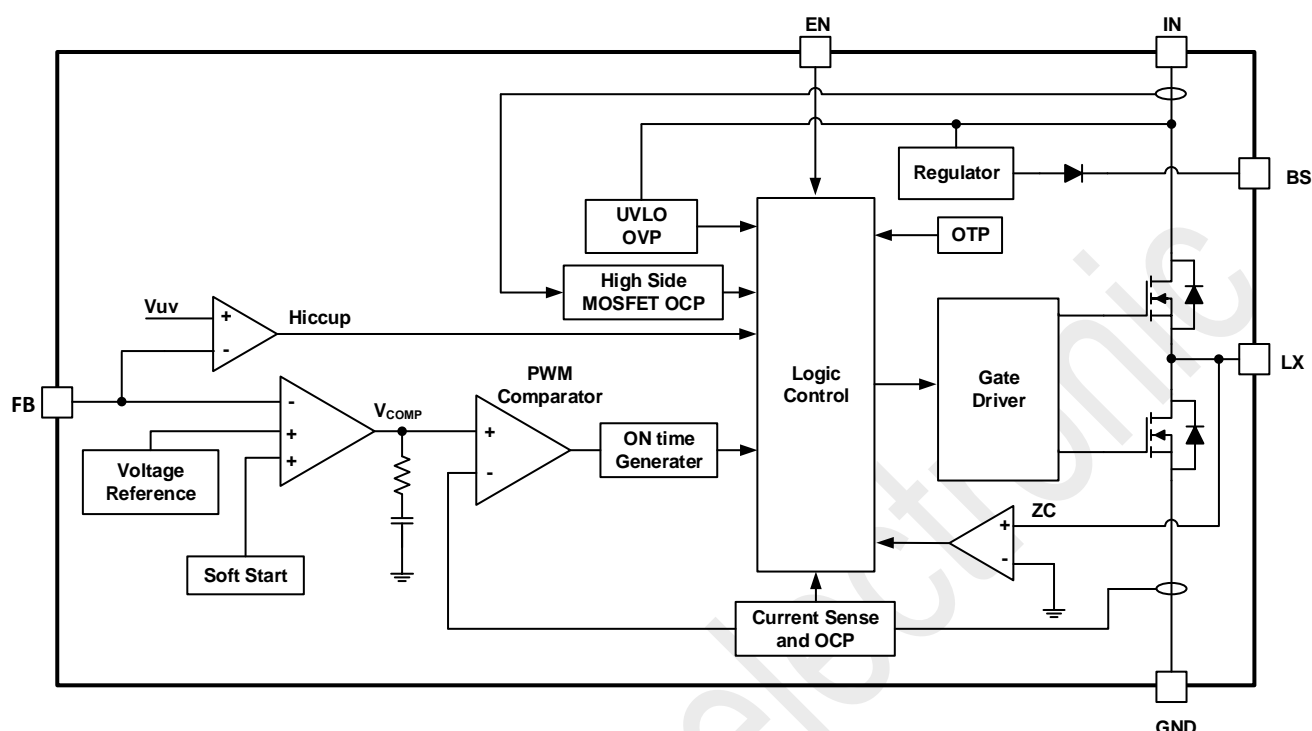 EN
IN
Regulator
BS
UVLO
OVP
OTP
High Side
MOSFET OCP
Vuv
+
-
Hiccup
PWM
Comparator
Logic
Control
Gate
Driver
LX
FB
-
+
+
VCOMP
+
-
ON time
Generater
Voltage
Reference
Soft Start
ZC
+
-
Current Sense
and OCP
GND
electronic